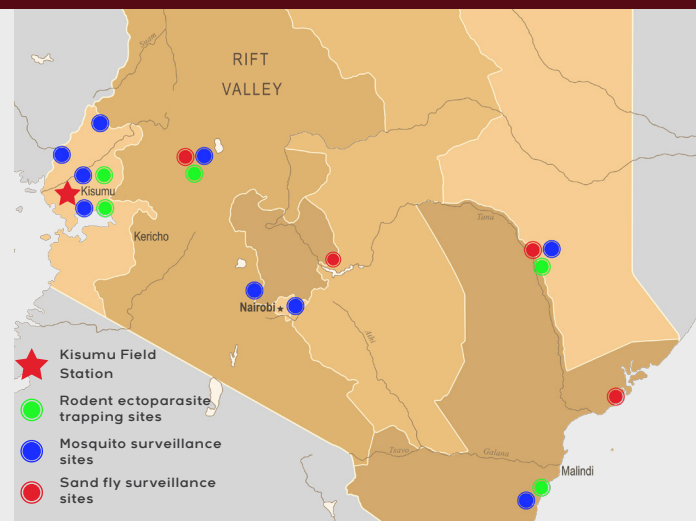 RIFT
VALLEY
Kisumu
Kericho
Tana
Nairobi
Athi
Kisumu Field
Station
Rodent ectoparasite
trapping sites
Mosquito surveillance
sites
Sand fly surveillance
sites
Tsavo
Galana
Malindi